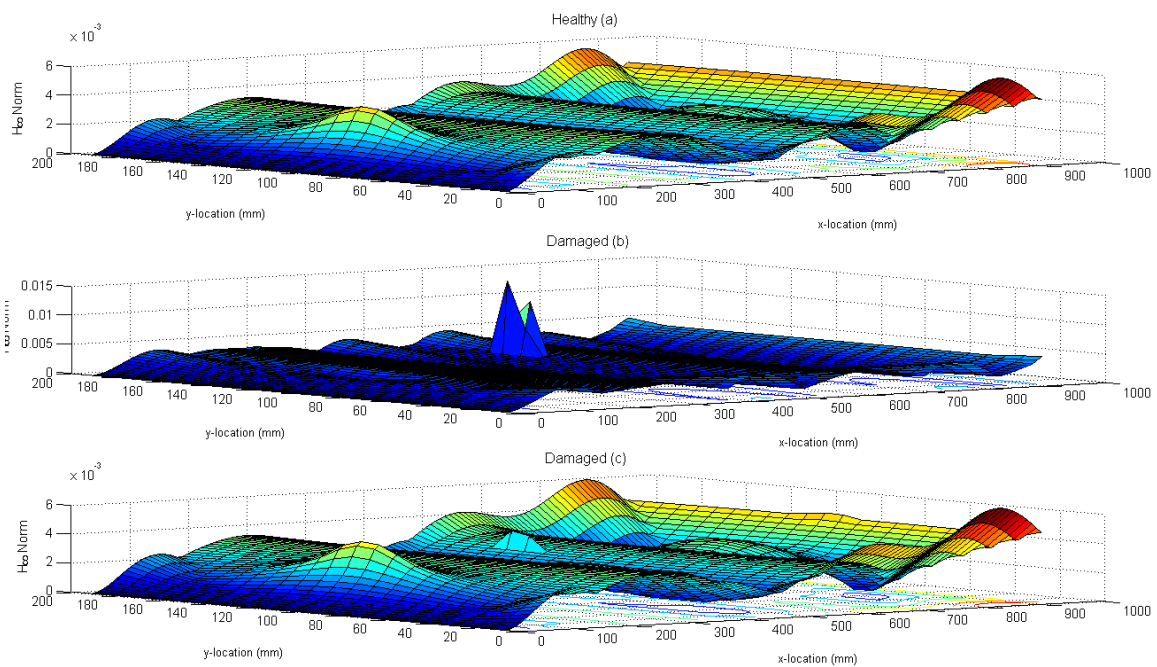 Healthy (a)
x 10⁻³
6
4
2
0
H∞ Norm
200 180 160 140 120 100 80 60 40 20 0
0 100 200 300 400 500 600 700 800 900 1000
y-location (mm)
x-location (mm)
Damaged (b)
0.015
0.01
0.005
0
Norm
200 180 160 140 120 100 80 60 40 20 0
0 100 200 300 400 500 600 700 800 900 1000
y-location (mm)
x-location (mm)
Damaged (c)
x 10⁻³
6
4
2
0
H∞ Norm
200 180 160 140 120 100 80 60 40 20 0
0 100 200 300 400 500 600 700 800 900 1000
y-location (mm)
x-location (mm)